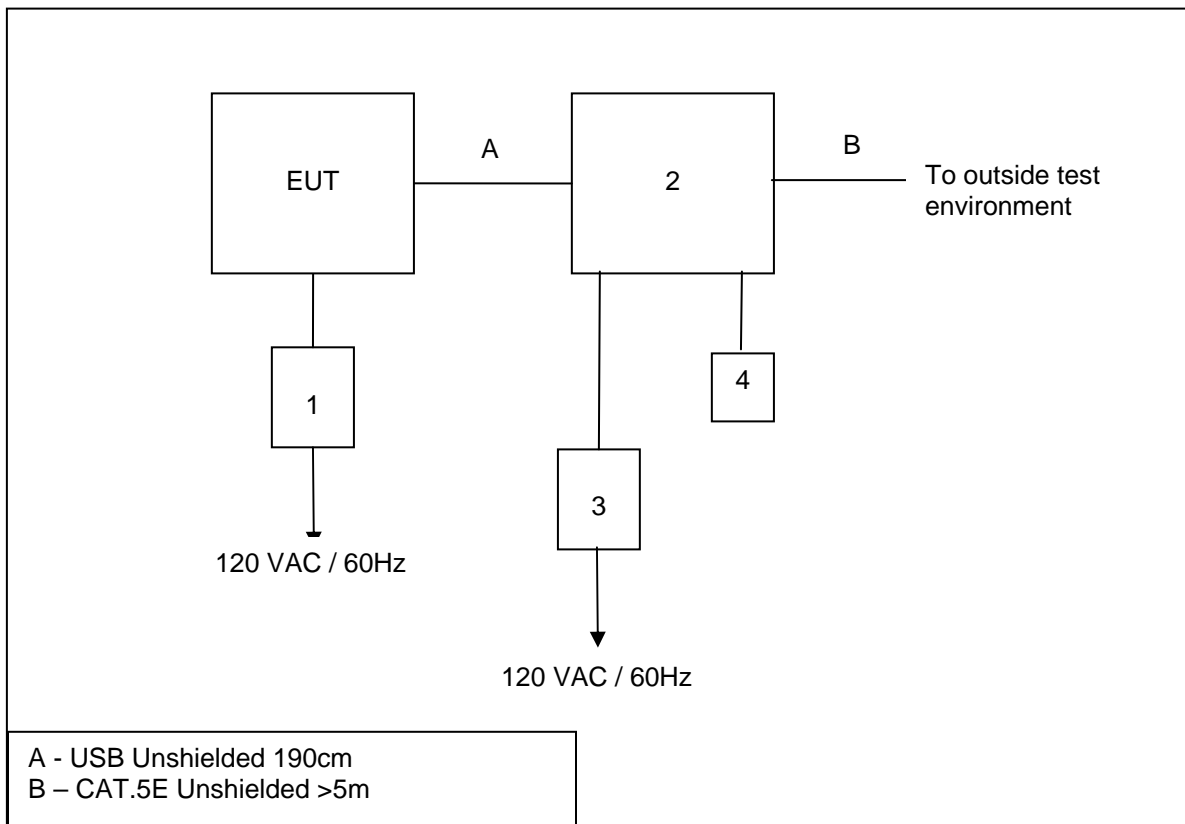 EUT
A
2
B
To outside test
environment
1
4
3
120 VAC / 60Hz
120 VAC / 60Hz
A - USB Unshielded 190cm
B – CAT.5E Unshielded >5m